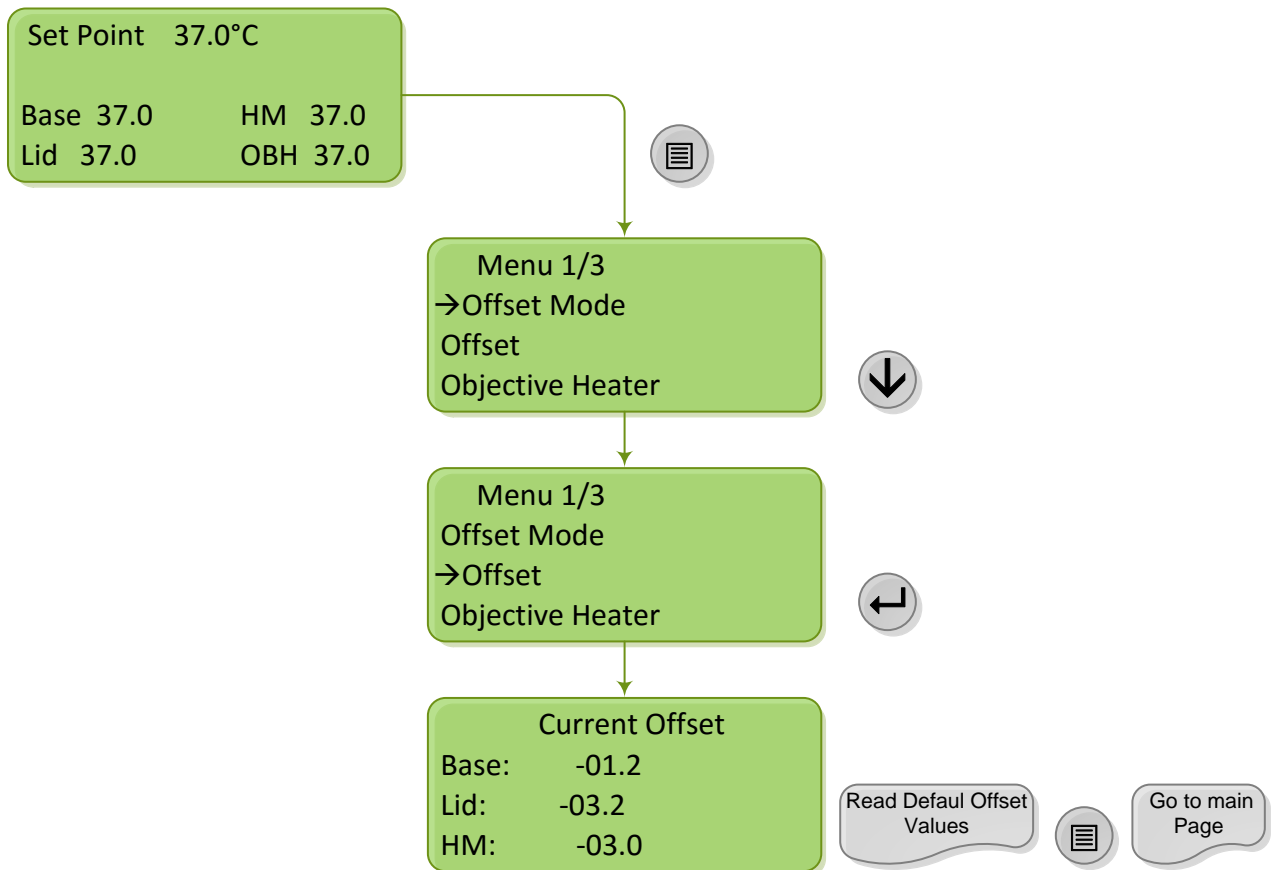 Set Point 37.0°C
Base 37.0 HM 37.0
Lid 37.0 OBH 37.0
Menu 1/3
→Offset Mode
Offset
Objective Heater
Menu 1/3
Offset Mode
→Offset
Objective Heater
Current Offset
Base: -01.2
Lid: -03.2
HM: -03.0
Read Defaul Offset
Values
Go to main
Page